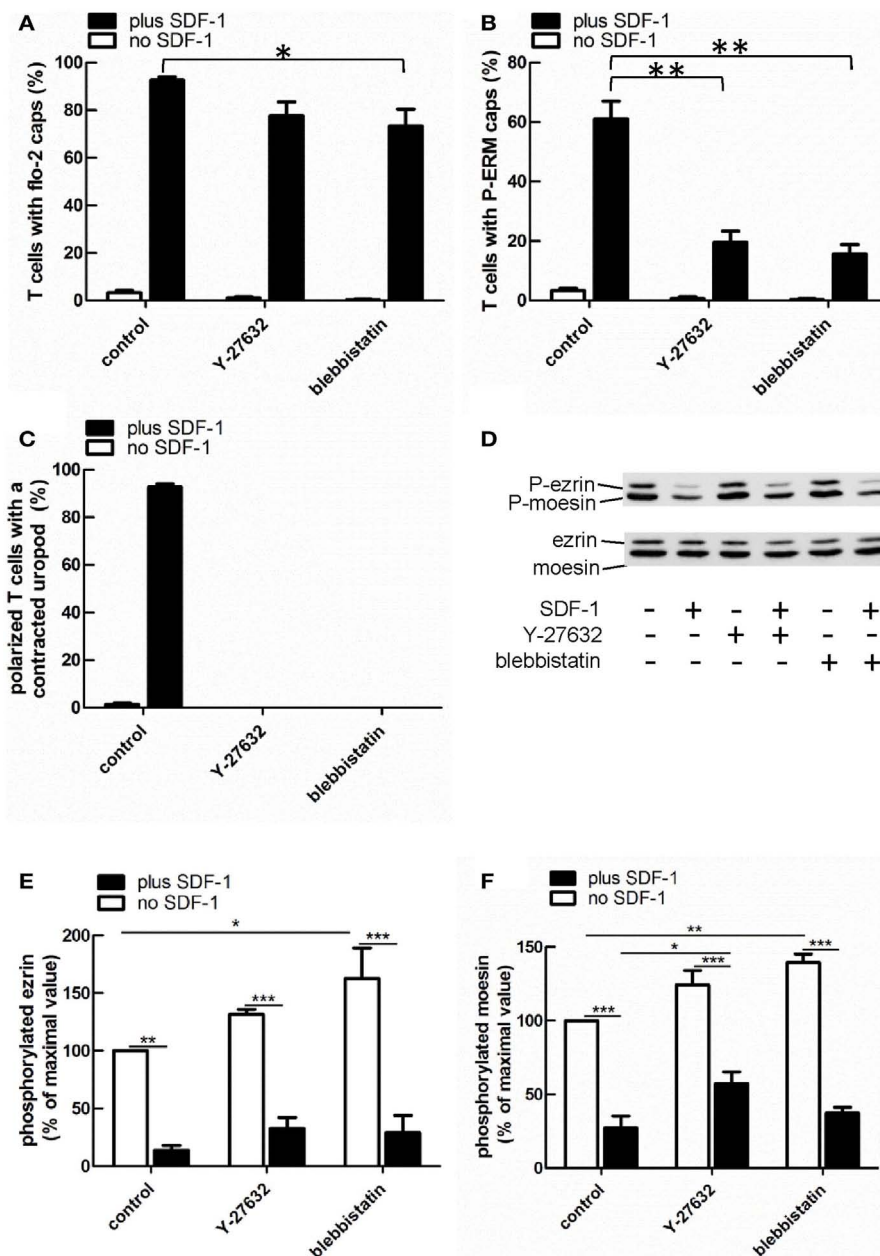 A
plus SDF-1
no SDF-1
T cells with flo-2 caps (%)
100
80
60
40
20
0
*
control
Y-27632
blebbistatin
B
plus SDF-1
no SDF-1
T cells with P-ERM caps (%)
80
60
40
20
0
**
**
control
Y-27632
blebbistatin
C
plus SDF-1
no SDF-1
polarized T cells with a
contracted uropod (%)
100
80
60
40
20
0
control
Y-27632
blebbistatin
D
P-ezrin
P-moesin
ezrin
moesin
SDF-1 - + - + - +
Y-27632 - - + + - -
blebbistatin - - - - + +
E
plus SDF-1
no SDF-1
phosphorylated ezrin
(% of maximal value)
200
150
100
50
0
*
**
***
***
control
Y-27632
blebbistatin
F
plus SDF-1
no SDF-1
phosphorylated moesin
(% of maximal value)
150
100
50
0
**
*
***
***
***
control
Y-27632
blebbistatin